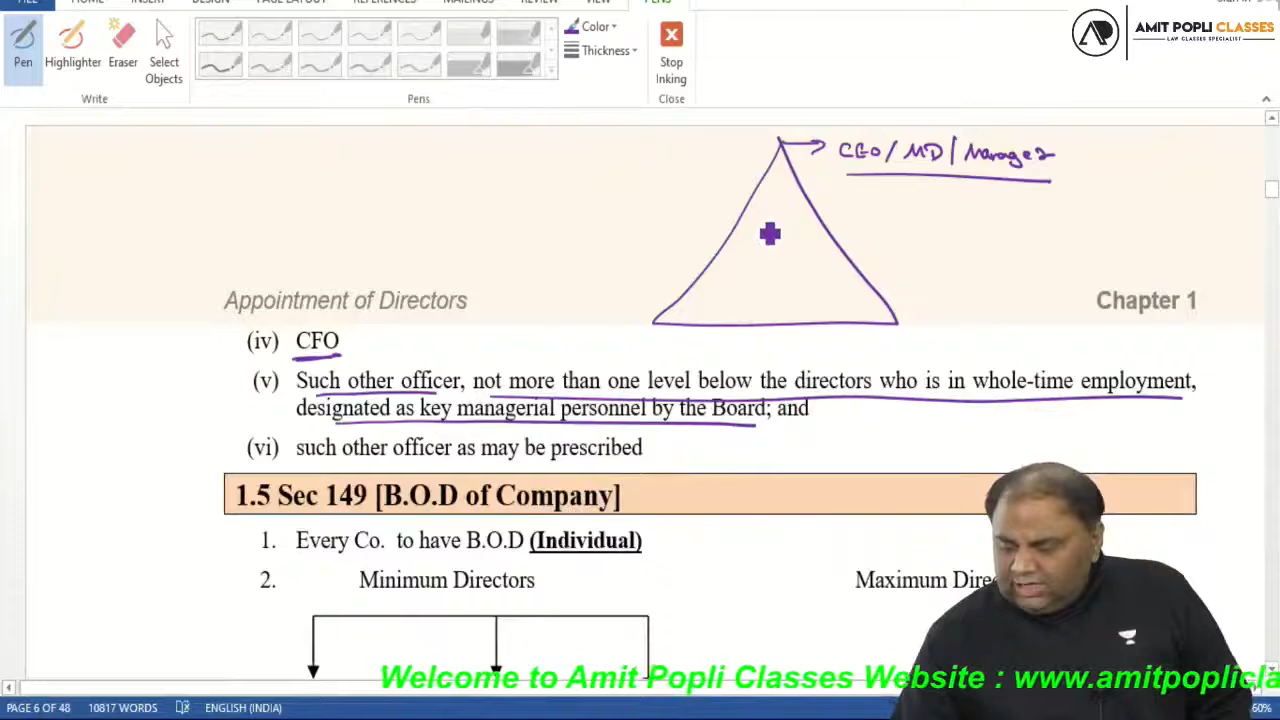 FILE HOME INSERT DESIGN PAGE LAYOUT REFERENCES MAILINGS REVIEW VIEW PENS
Pen
Highlighter
Eraser
Select
Objects
Color
Thickness
Stop
Inking
Write
Pens
Close
AMIT POPLI CLASSES
LAW CLASSES SPECIALIST
CEO/MD/Manager
Appointment of Directors
Chapter 1
(iv) CFO
(v) Such other officer, not more than one level below the directors who is in whole-time employment,
designated as key managerial personnel by the Board; and
(vi) such other officer as may be prescribed
1.5 Sec 149 [B.O.D of Company]
1. Every Co. to have B.O.D (Individual)
2. Minimum Directors
Maximum Dire
Welcome to Amit Popli Classes Website : www.amitpoplicla
PAGE 6 OF 48
10817 WORDS
ENGLISH (INDIA)
60%